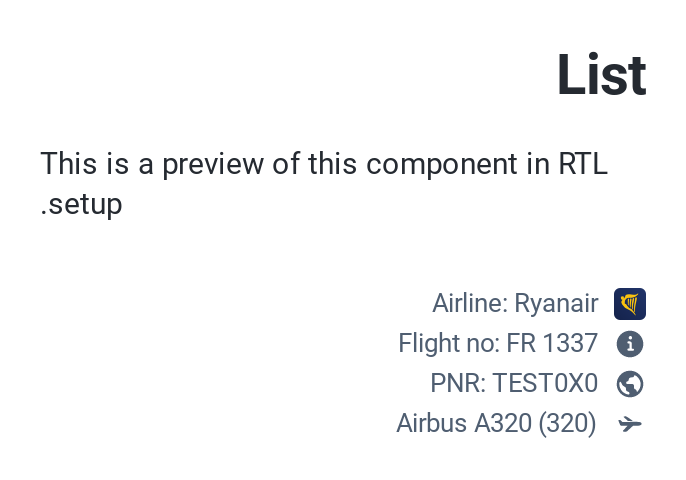 List
This is a preview of this component in RTL
.setup
Airline: Ryanair
Flight no: FR 1337
PNR: TEST0X0
Airbus A320 (320)